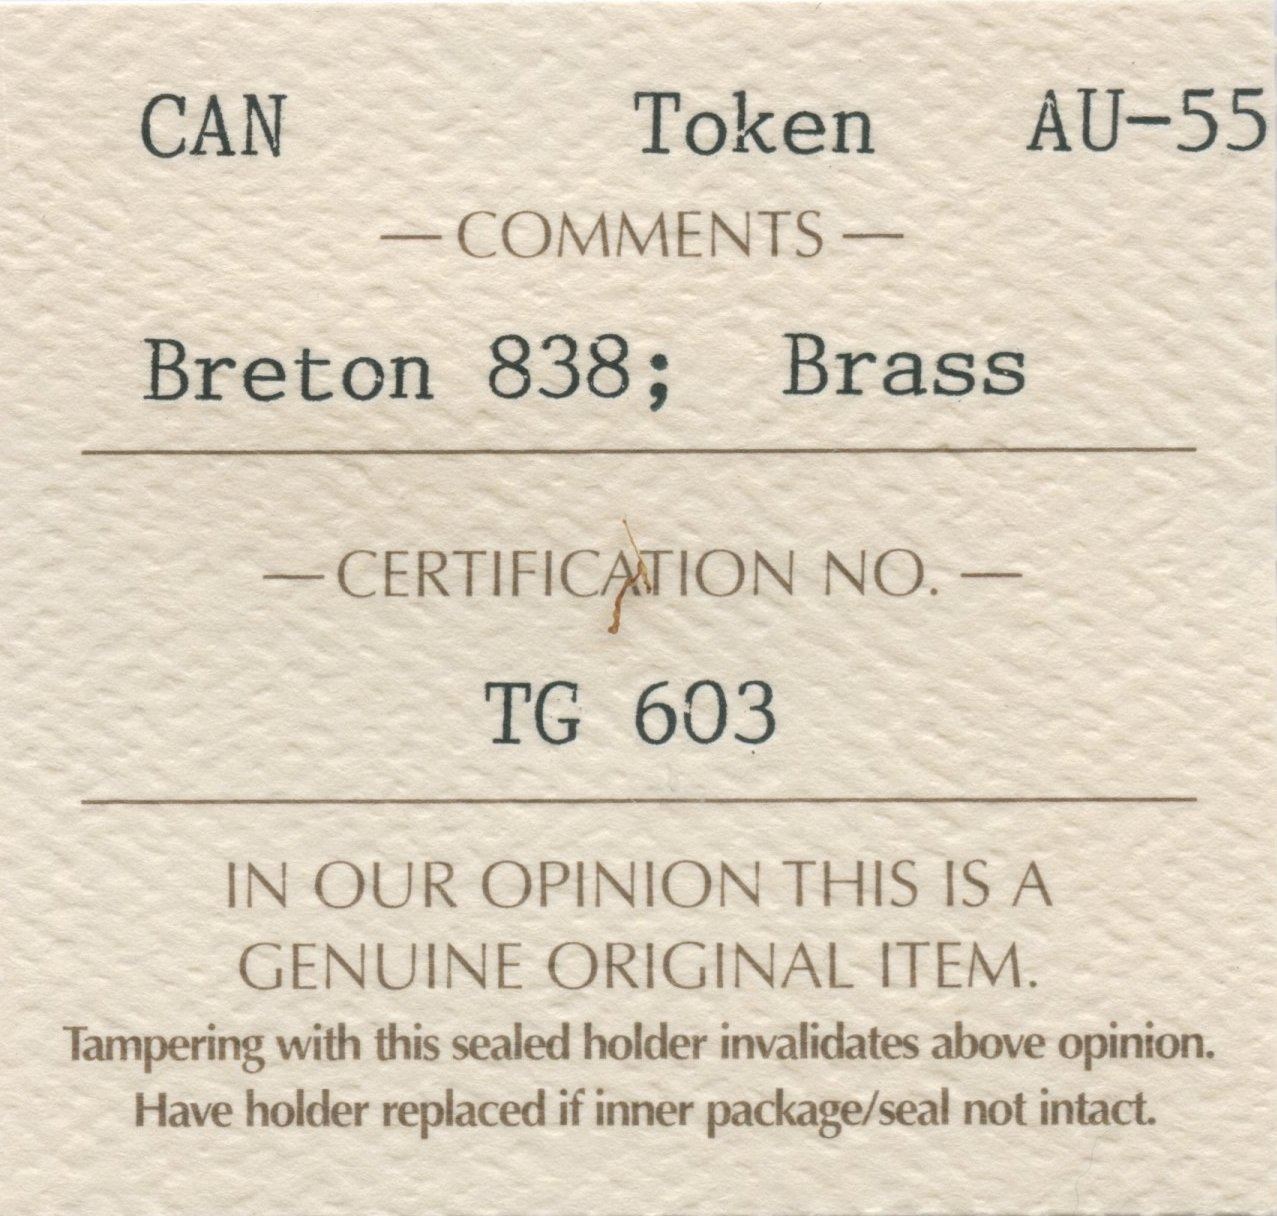 CAN Token AU-55
— COMMENTS —
Breton 838; Brass
— CERTIFICATION NO. —
TG 603
IN OUR OPINION THIS IS A
GENUINE ORIGINAL ITEM.
Tampering with this sealed holder invalidates above opinion.
Have holder replaced if inner package/seal not intact.